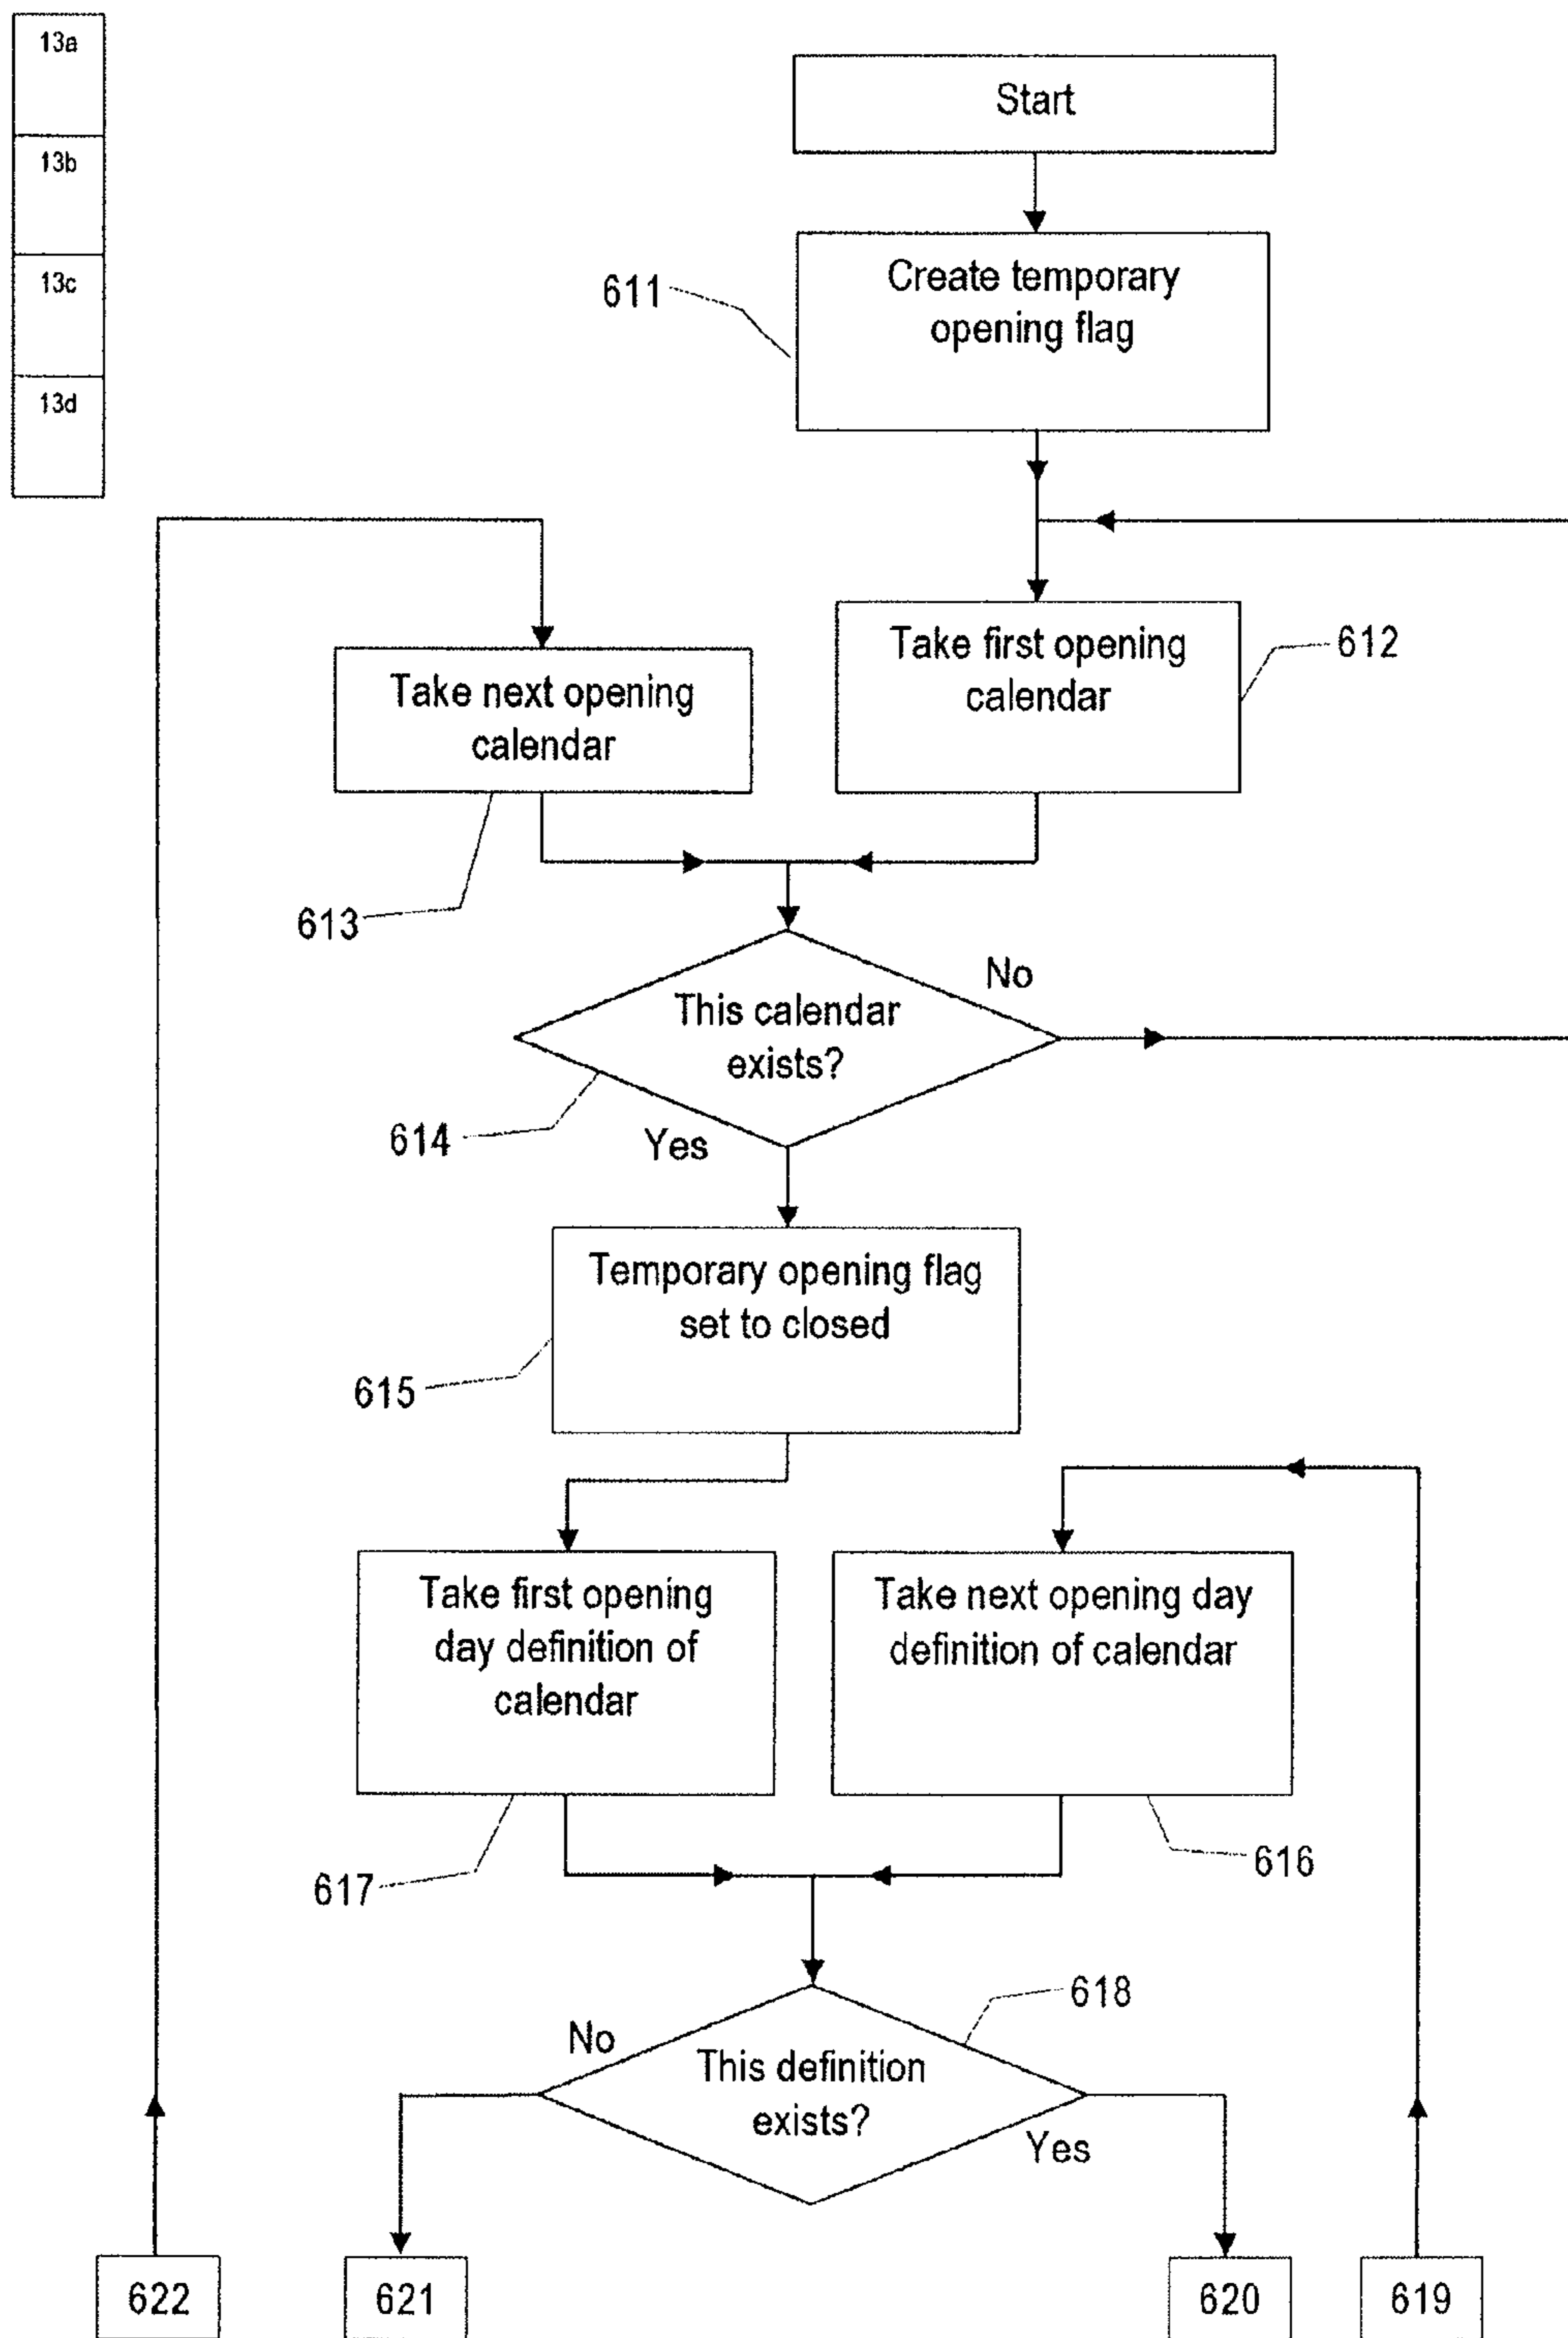 13a
13b
13c
13d
Start
611
Create temporary
opening flag
Take next opening
calendar
613
Take first opening
calendar
612
This calendar
exists?
No
614
Yes
Temporary opening flag
set to closed
615
Take first opening
day definition of
calendar
617
Take next opening day
definition of calendar
616
618
No
This definition
exists?
Yes
622
621
620
619